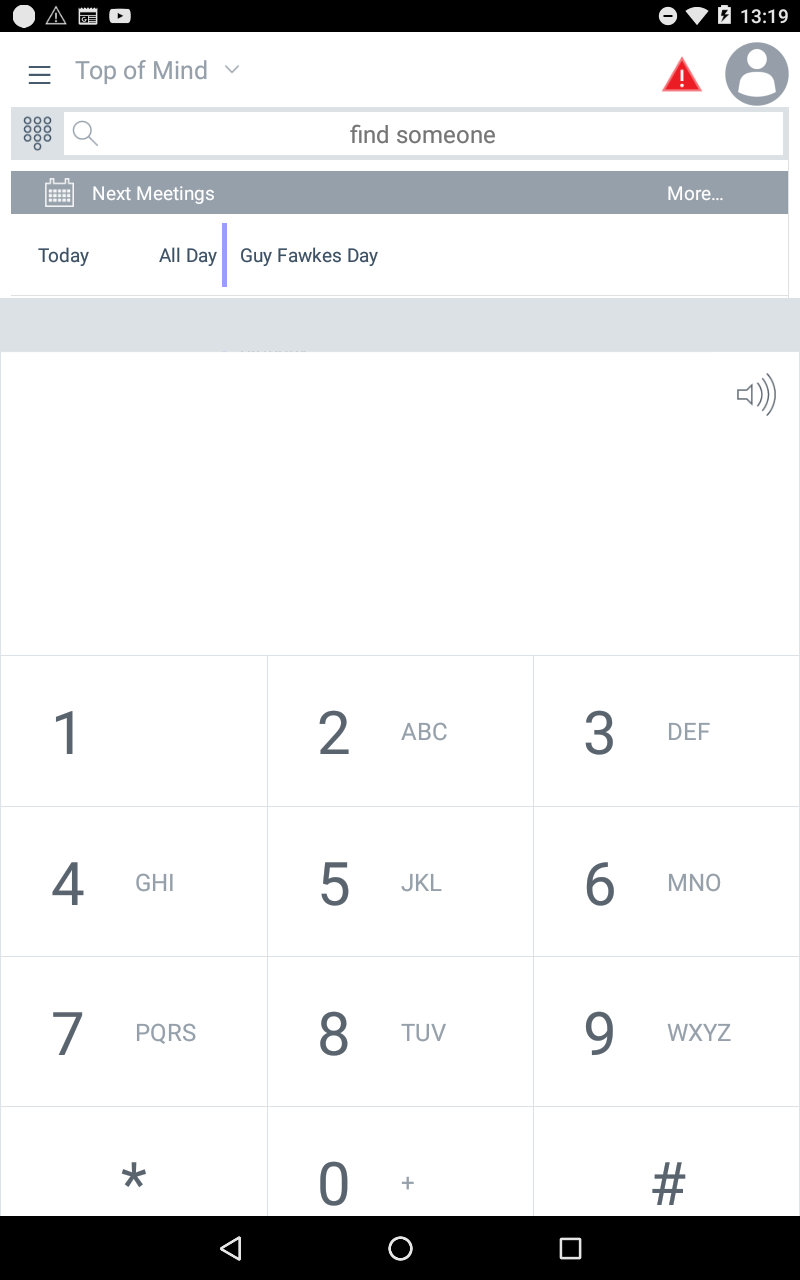 13:19
Top of Mind
find someone
Next Meetings More...
Today All Day Guy Fawkes Day
1 2 ABC 3 DEF
4 GHI 5 JKL 6 MNO
7 PQRS 8 TUV 9 WXYZ
* 0 + #